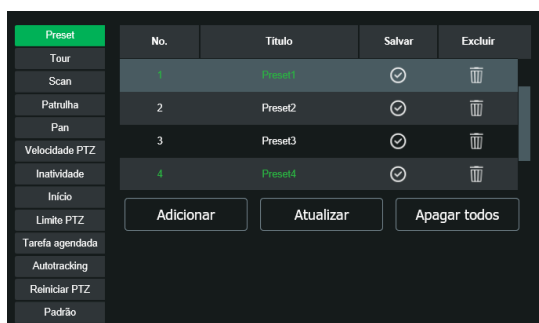 Preset
Tour
Scan
Patrulha
Pan
Velocidade PTZ
Inatividade
Início
Limite PTZ
Tarefa agendada
Autotracking
Reiniciar PTZ
Padrão
No. Título Salvar Excluir
1 Preset1
2 Preset2
3 Preset3
4 Preset4
Adicionar Atualizar Apagar todos